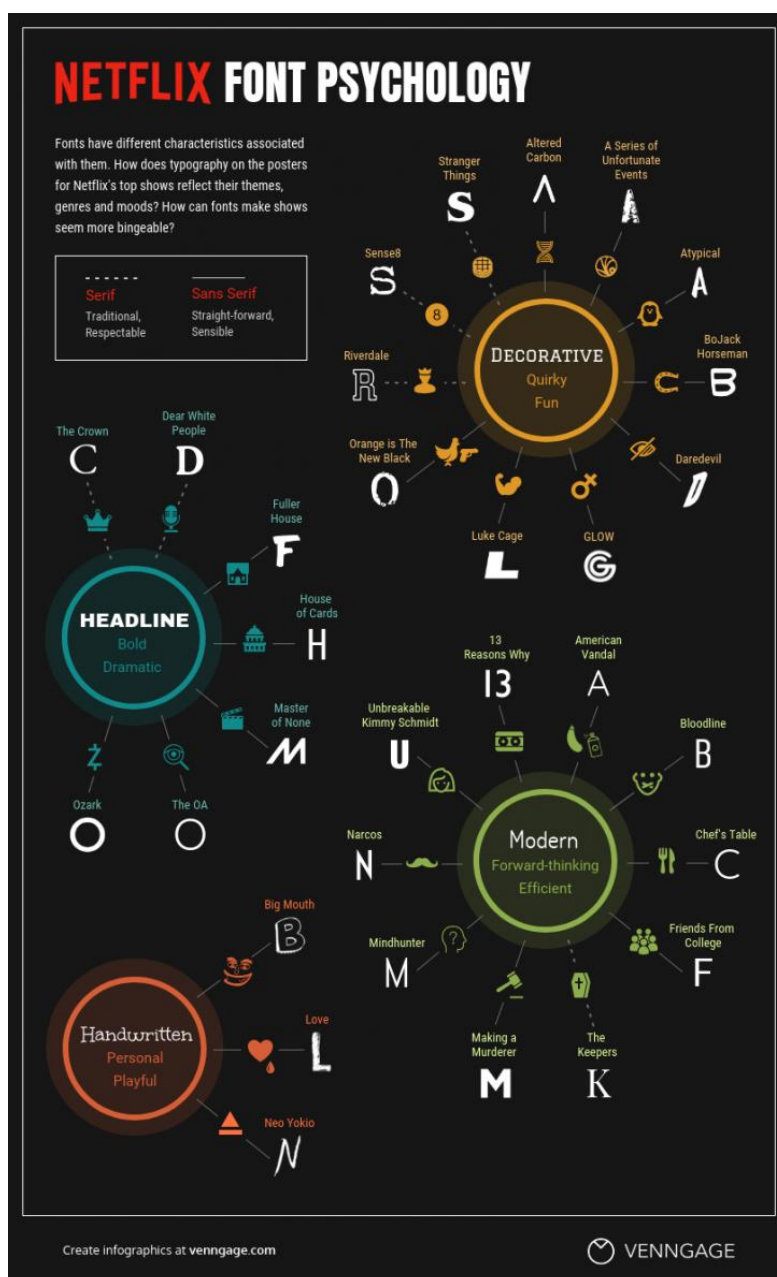 NETFLIX FONT PSYCHOLOGY
Fonts have different characteristics associated
with them. How does typography on the posters
for Netflix's top shows reflect their themes,
genres and moods? How can fonts make shows
seem more bingeable?
Serif
Traditional,
Respectable
Sans Serif
Straight-forward,
Sensible
DECORATIVE
Quirky
Fun
Altered
Carbon
Λ
A Series of
Unfortunate
Events
A
Atypical
A
BoJack
Horseman
B
Daredevil
D
GLOW
G
Luke Cage
L
Orange is The
New Black
O
Riverdale
R
Sense8
S
8
Stranger
Things
S
HEADLINE
Bold
Dramatic
The Crown
C
Dear White
People
D
Fuller
House
F
House
of Cards
H
Master
of None
M
The OA
O
Ozark
O
Modern
Forward-thinking
Efficient
13
Reasons Why
13
American
Vandal
A
Bloodline
B
Chef's Table
C
Friends From
College
F
The
Keepers
K
Making a
Murderer
M
Mindhunter
M
?
Narcos
N
Unbreakable
Kimmy Schmidt
U
Handwritten
Personal
Playful
Big Mouth
B
Love
L
Neo Yokio
N
Create infographics at venngage.com
VENNGAGE